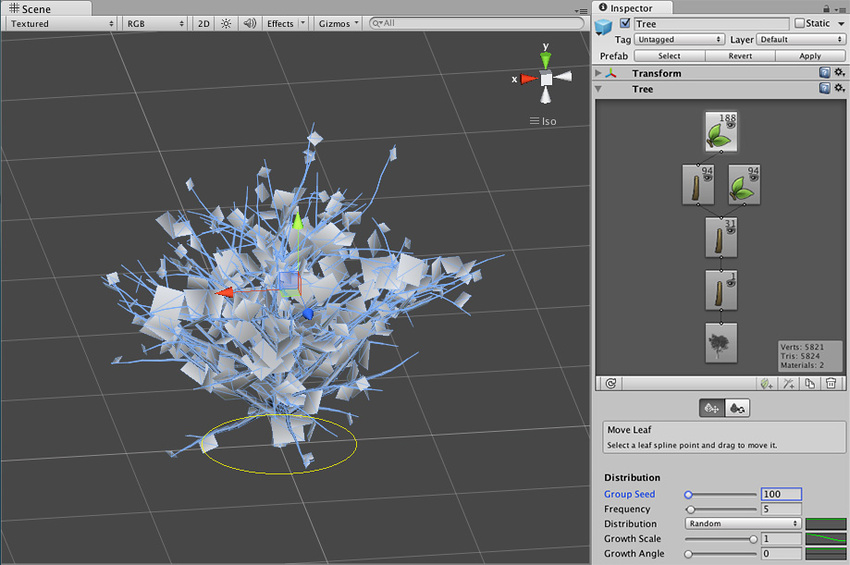 Scene
Textured RGB 2D Effects Gizmos All
y
x
Iso
Inspector
Tree Static
Tag Untagged Layer Default
Prefab Select Revert Apply
Transform
Tree
188
94 94
31
1
Verts: 5821
Tris: 5824
Materials: 2
Move Leaf
Select a leaf spline point and drag to move it.
Distribution
Group Seed 100
Frequency 5
Distribution Random
Growth Scale 1
Growth Angle 0